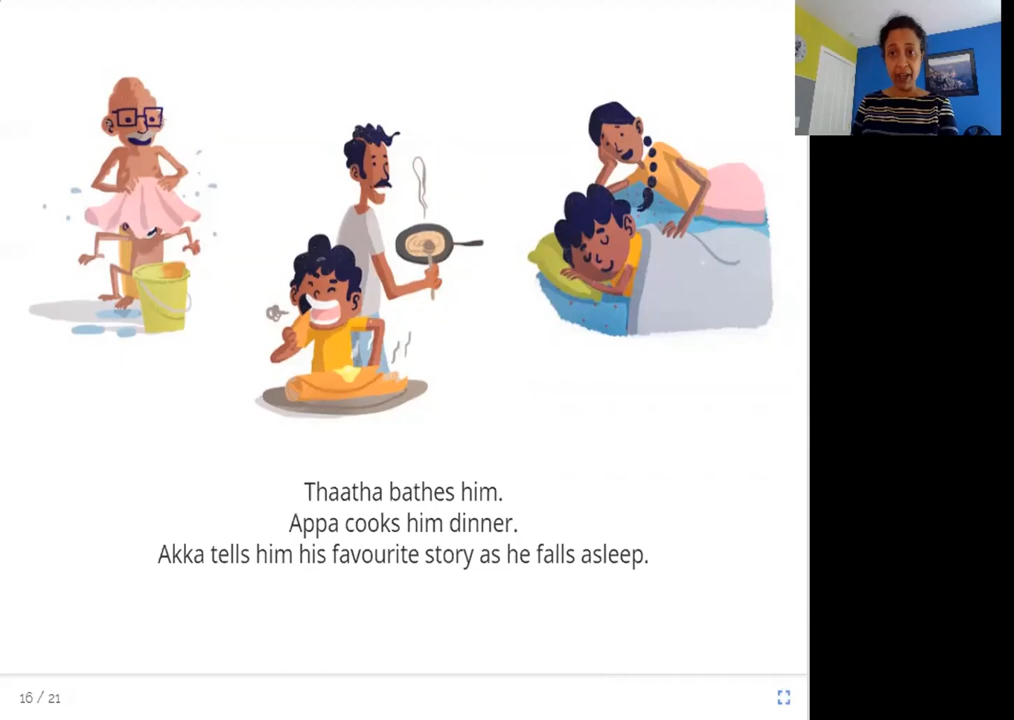 Thaatha bathes him.
Appa cooks him dinner.
Akka tells him his favourite story as he falls asleep.
16 / 21